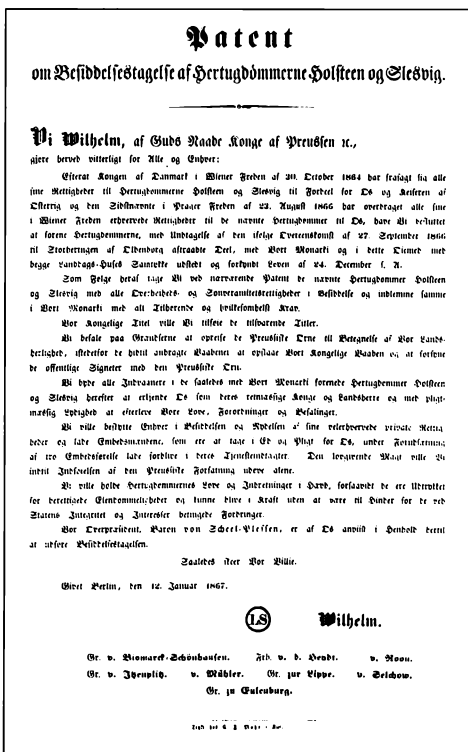 Patent
om Besiddelsestagelse af Hertugdömmerne Holsteen og Slesvig.
Vi Wilhelm, af Guds Naade Konge af Preussen ꝛc.,
gjøre herved vitterligt for Alle og Enhver:
Efterat Kongen af Danmark i Wiener Freden af 30. October 1864 har frasagt sig alle
sine Rettigheder til Hertugdømmerne Holsteen og Slesvig til Fordeel for Os og Keiseren af
Østerrig og den Sidstnævnte i Prager Freden af 23. August 1866 har overdraget alle sine
i Wiener Freden erhvervede Rettigheder til de nævnte Hertugdømmer til Os, have Vi besluttet
at forene Hertugdømmerne, med Undtagelse af den ifølge Overeenskomst af 27. September 1866
til Storhertugen af Oldenborg aftraadte Deel, med Vort Monarki og i dette Øiemed med
begge Landdags-Huses Samtykke udstedt og forkyndt Loven af 24. December f. A.
Som Følge heraf tage Vi ved nærværende Patent de nævnte Hertugdømmer Holsteen
og Slesvig med alle Overheds- og Souverainitetsrettigheder i Besiddelse og indlemme samme
i Vort Monarki med alt Tilhørende og hvilkesomhelst Krav.
Vor Kongelige Titel ville Vi tilføie de tilsvarende Titler.
Vi befale paa Grændserne at opreise de Preussiske Ørne til Betegnelse af Vor Lands-
herlighed, istedetfor de hidtil anbragte Vaabener at opslaae Vort Kongelige Vaaben og at forsyne
de offentlige Signeter med den Preussiske Ørn.
Vi byde alle Indvaanere i de saaledes med Vort Monarki forenede Hertugdømmer Holsteen
og Slesvig herefter at erkjende Os som deres retmæssige Konge og Landsherre og med pligt-
mæssig Lydighed at efterleve Vore Love, Forordninger og Befalinger.
Vi ville beskytte Enhver i Besiddelsen og Nydelsen af sine velerhvervede private Rettig-
heder og lade Embedsmændene, som ere at tage i Ed og Pligt for Os, under Forudsætning
af tro Embedsførelse lade forblive i deres Tjenesteindtægter. Den lovgivende Magt ville Vi
indtil Indførelsen af den Preussiske Forfatning udøve alene.
Vi ville holde Hertugdømmernes Love og Indretninger i Hævd, forsaavidt de ere Udtrykket
for berettigede Eiendommeligheder og kunne blive i Kraft uden at være til Hinder for de ved
Statens Integritet og Interesser betingede Fordringer.
Vor Overpræsident, Baron von Scheel-Plessen, er af Os anviist i Henhold hertil
at udføre Besiddelsestagelsen.
Saaledes skeer Vor Villie.
Givet Berlin, den 12. Januar 1867.
LS Wilhelm.
Gr. v. Bismarck-Schönhausen. Frh. v. d. Heydt. v. Roon.
Gr. v. Itzenplitz. v. Mühler. Gr. zur Lippe. v. Selchow.
Gr. zu Eulenburg.